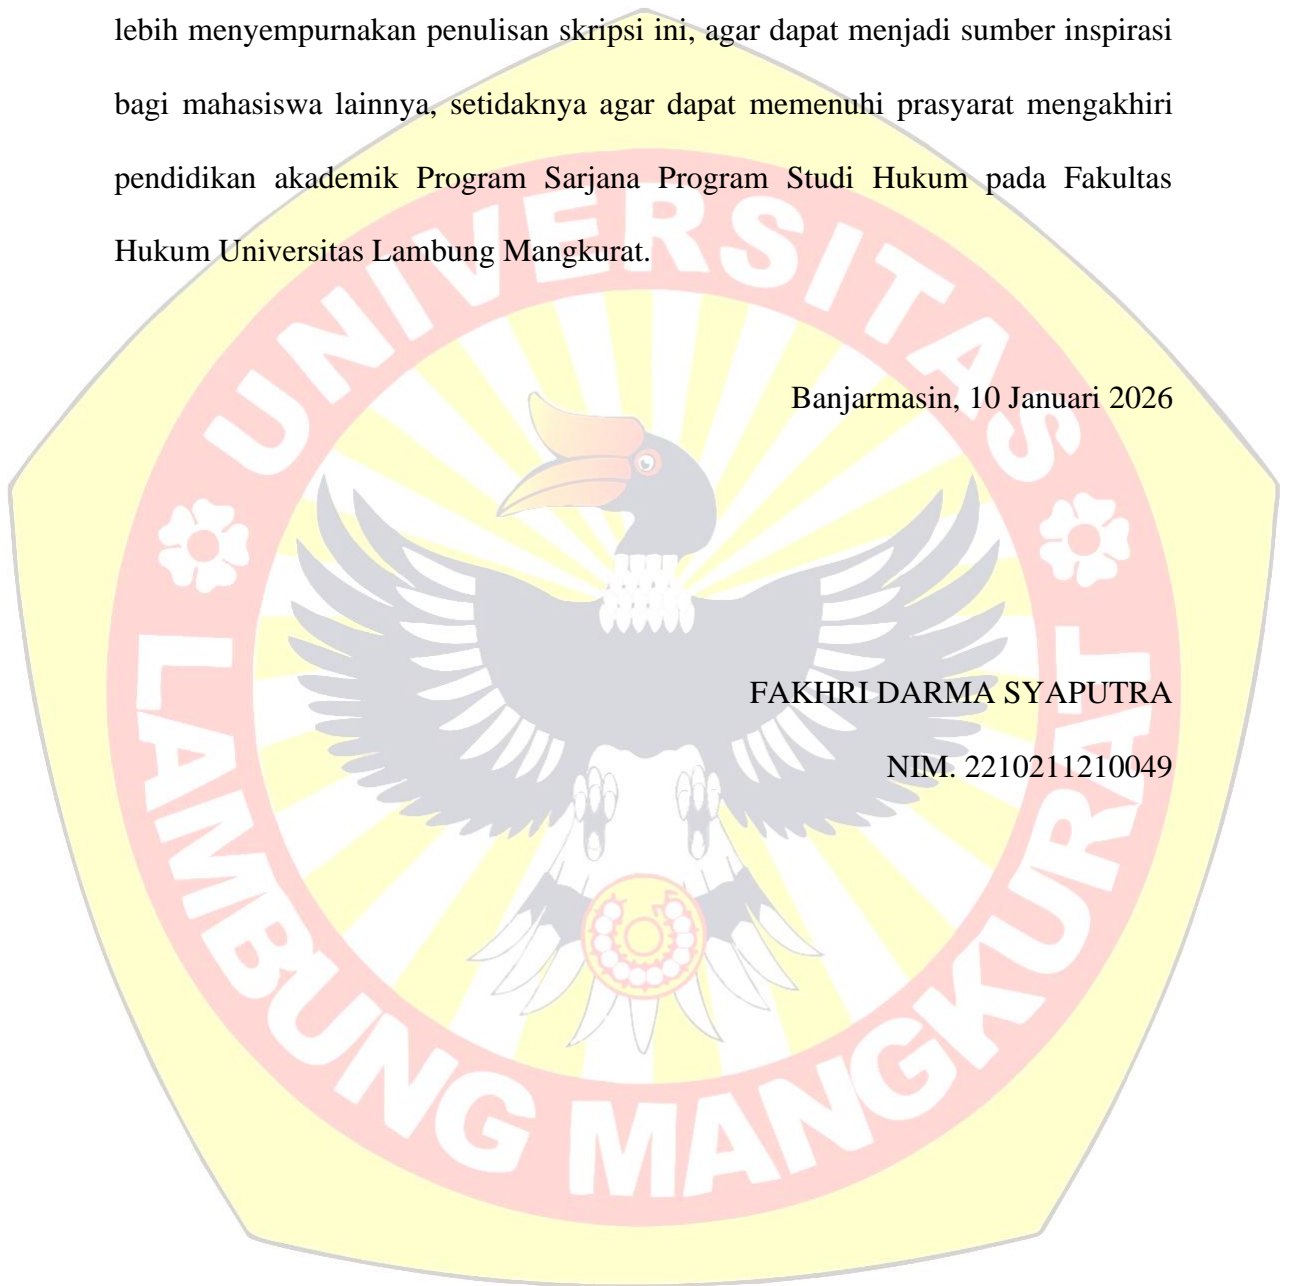 lebih menyempurnakan penulisan skripsi ini, agar dapat menjadi sumber inspirasi
bagi mahasiswa lainnya, setidaknya agar dapat memenuhi prasyarat mengakhiri
pendidikan akademik Program Sarjana Program Studi Hukum pada Fakultas
Hukum Universitas Lambung Mangkurat.
UNIVERSITAS
Banjarmasin, 10 Januari 2026
FAKHRI DARMA SYAPUTRA
NIM. 2210211210049
LAMBUNG MANGKURAT